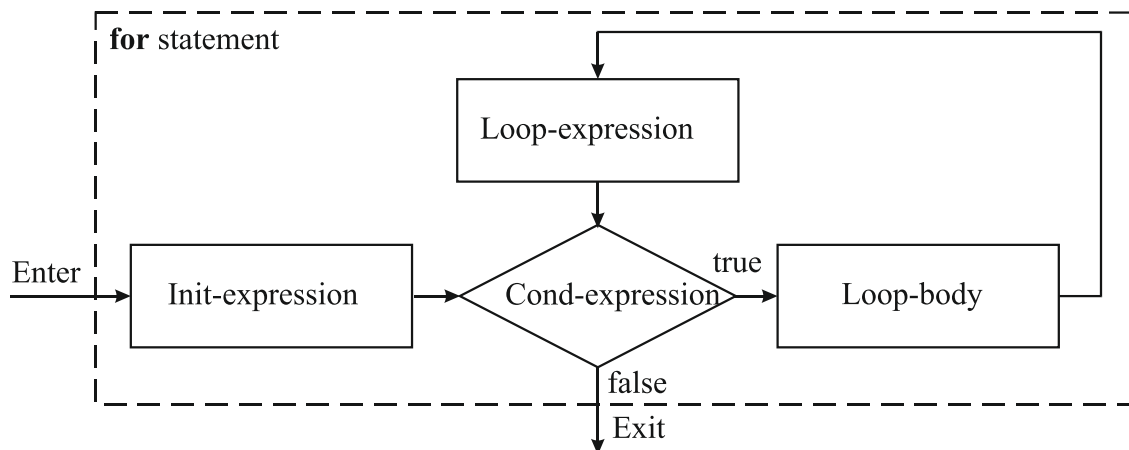 for statement
Loop-expression
Enter
Init-expression
Cond-expression
true
Loop-body
false
Exit